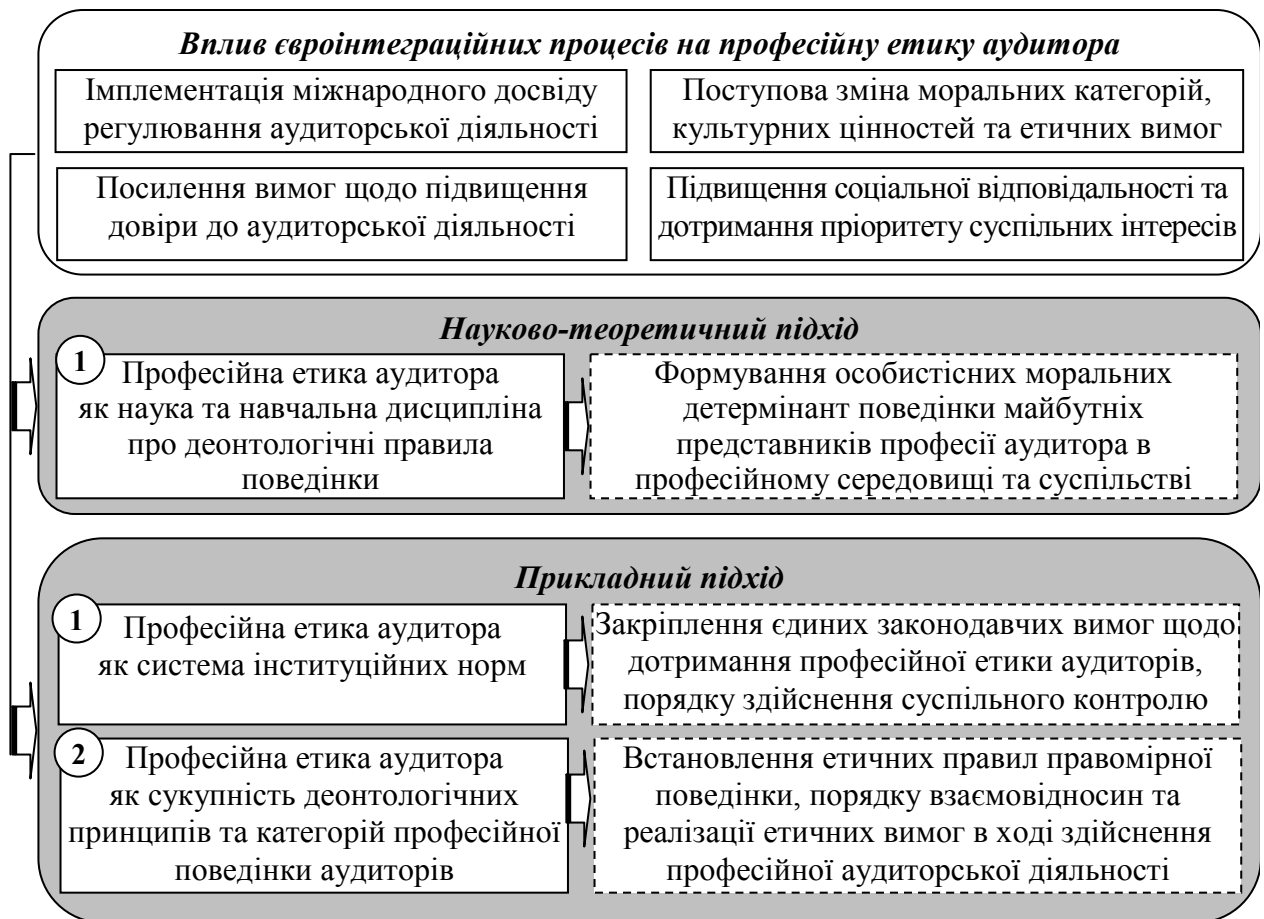 Вплив євроінтеграційних процесів на професійну етику аудитора
Імплементація міжнародного досвіду
регулювання аудиторської діяльності
Поступова зміна моральних категорій,
культурних цінностей та етичних вимог
Посилення вимог щодо підвищення
довіри до аудиторської діяльності
Підвищення соціальної відповідальності та
дотримання пріоритету суспільних інтересів
Науково-теоретичний підхід
1
Професійна етика аудитора
як наука та навчальна дисципліна
про деонтологічні правила
поведінки
Формування особистісних моральних
детермінант поведінки майбутніх
представників професії аудитора в
професійному середовищі та суспільстві
Прикладний підхід
1
Професійна етика аудитора
як система інституційних норм
Закріплення єдиних законодавчих вимог щодо
дотримання професійної етики аудиторів,
порядку здійснення суспільного контролю
2
Професійна етика аудитора
як сукупність деонтологічних
принципів та категорій професійної
поведінки аудиторів
Встановлення етичних правил правомірної
поведінки, порядку взаємовідносин та
реалізації етичних вимог в ході здійснення
професійної аудиторської діяльності